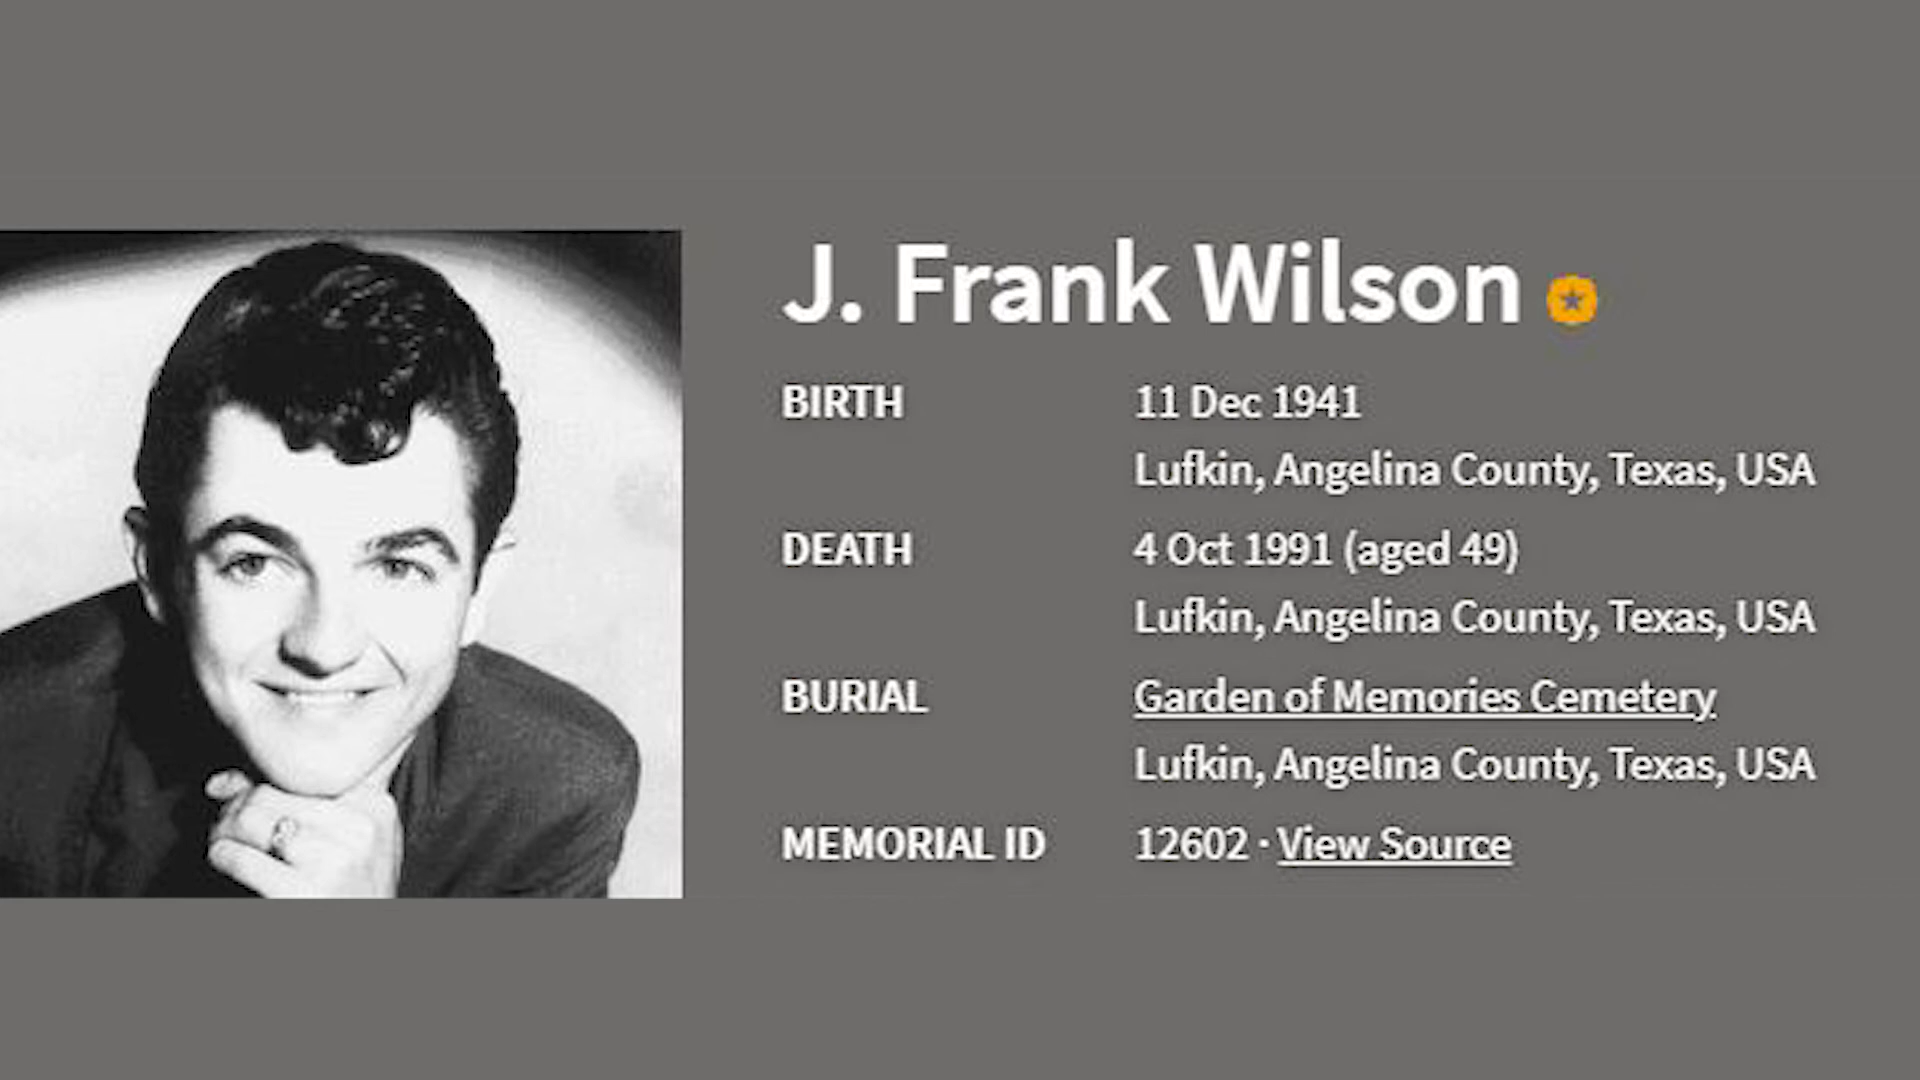 J. Frank Wilson
BIRTH 11 Dec 1941
Lufkin, Angelina County, Texas, USA
DEATH 4 Oct 1991 (aged 49)
Lufkin, Angelina County, Texas, USA
BURIAL Garden of Memories Cemetery
Lufkin, Angelina County, Texas, USA
MEMORIAL ID 12602 · View Source